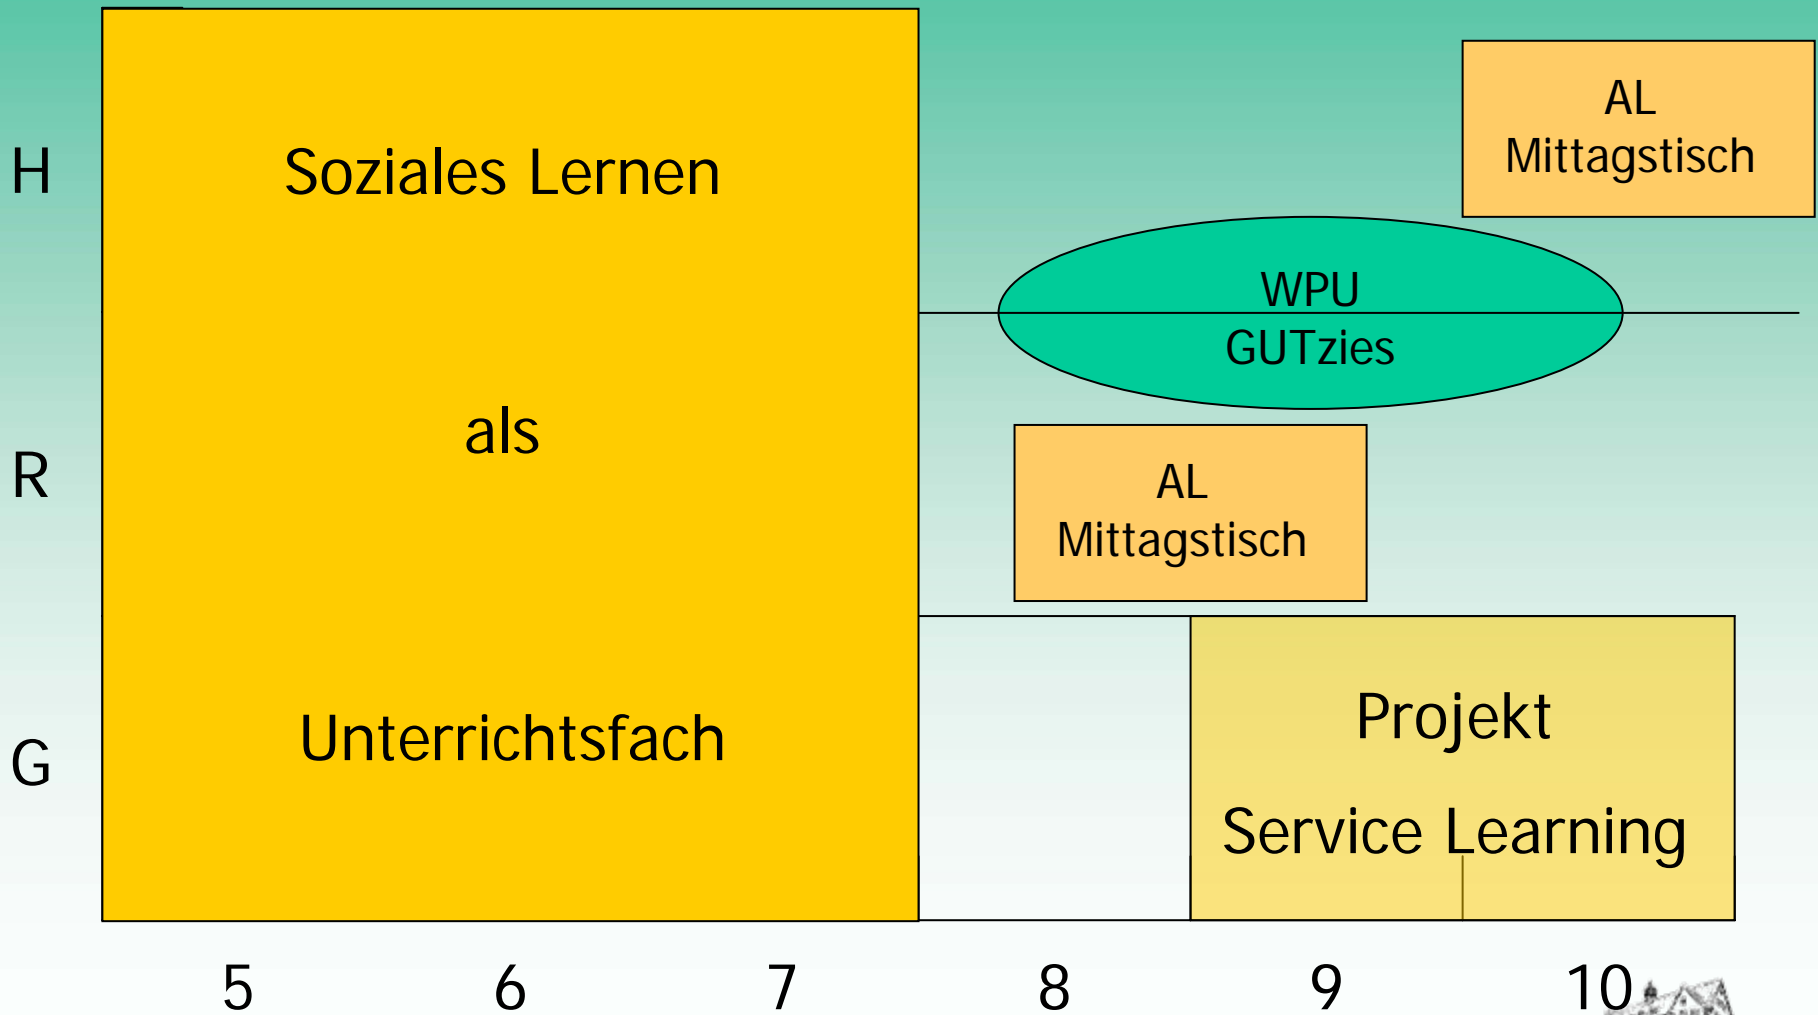 H
Soziales Lernen
AL
Mittagstisch
WPU
GUTzies
R
als
AL
Mittagstisch
G
Unterrichtsfach
Projekt
Service Learning
5 6 7 8 9 10